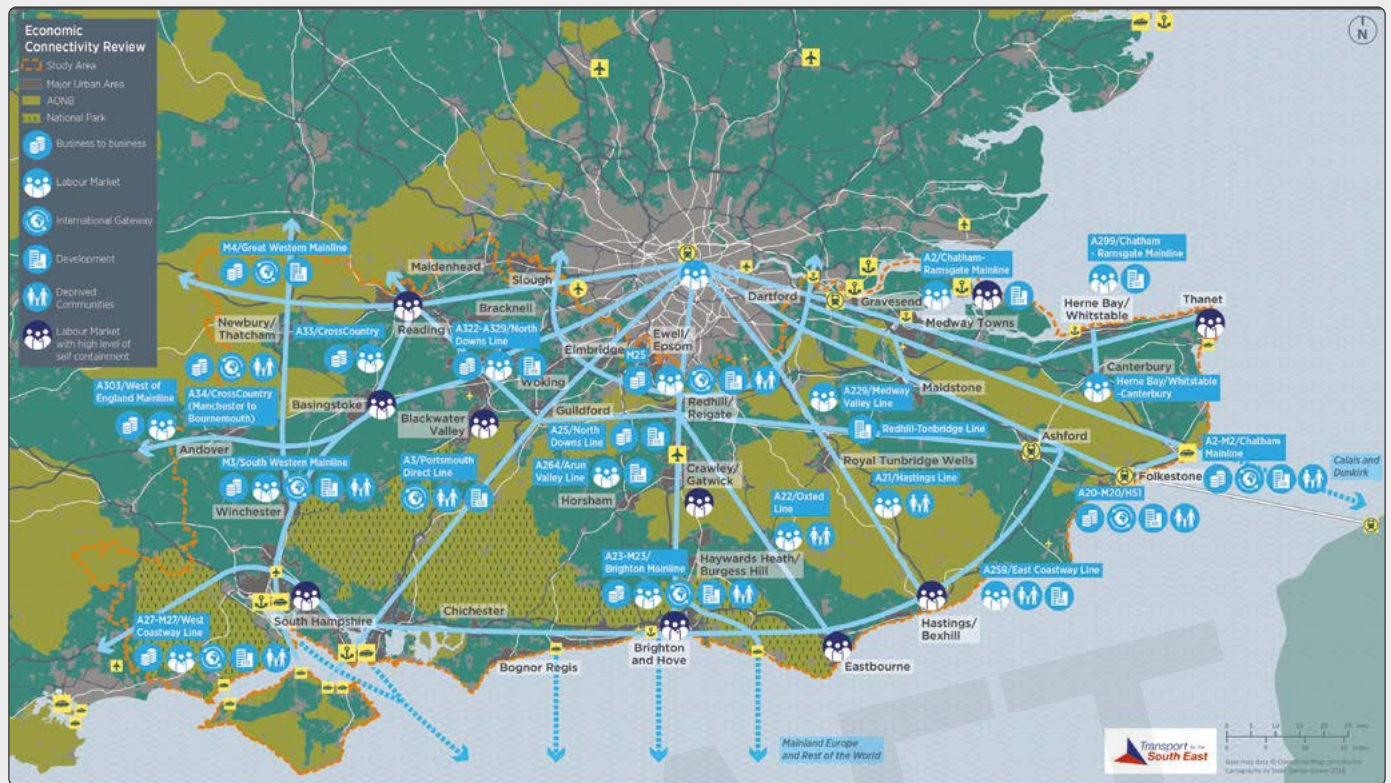 Economic
Connectivity Review
Study Area
Major Urban Area
AONB
National Park
Business to business
Labour Market
International Gateway
Development
Deprived
Communities
Labour Market
with high level of
self containment
N
M4/Great Western Mainline
Maidenhead
Slough
Bracknell
Reading
Newbury/
Thatcham
A33/CrossCountry
A322-A329/North
Downs Line
Elmbridge
Ewell/
Epsom
M25
Dartford
Gravesend
A2/Chatham-
Ramsgate Mainline
Medway Towns
A299/Chatham
- Ramsgate Mainline
Herne Bay/
Whitstable
Thanet
Canterbury
Herne Bay/Whitstable
-Canterbury
A303/West of
England Mainline
A34/CrossCountry
(Manchester to
Bournemouth)
Basingstoke
Blackwater
Valley
Woking
Guildford
Redhill/
Reigate
A229/Medway
Valley Line
Maidstone
Redhill-Tonbridge Line
Ashford
Andover
M3/South Western Mainline
A3/Portsmouth
Direct Line
A25/North
Downs Line
A264/Arun
Valley Line
Horsham
Crawley/
Gatwick
Royal Tunbridge Wells
A2-M2/Chatham
Mainline
Folkestone
Calais and
Dunkirk
A20-M20/HS1
Winchester
A22/Oxted
Line
A21/Hastings Line
A23-M23/
Brighton Mainline
Haywards Heath/
Burgess Hill
A259/East Coastway Line
Hastings/
Bexhill
South Hampshire
Chichester
A27-M27/West
Coastway Line
Bognor Regis
Brighton
and Hove
Eastbourne
Mainland Europe
and Rest of the World
Transport for the
South East